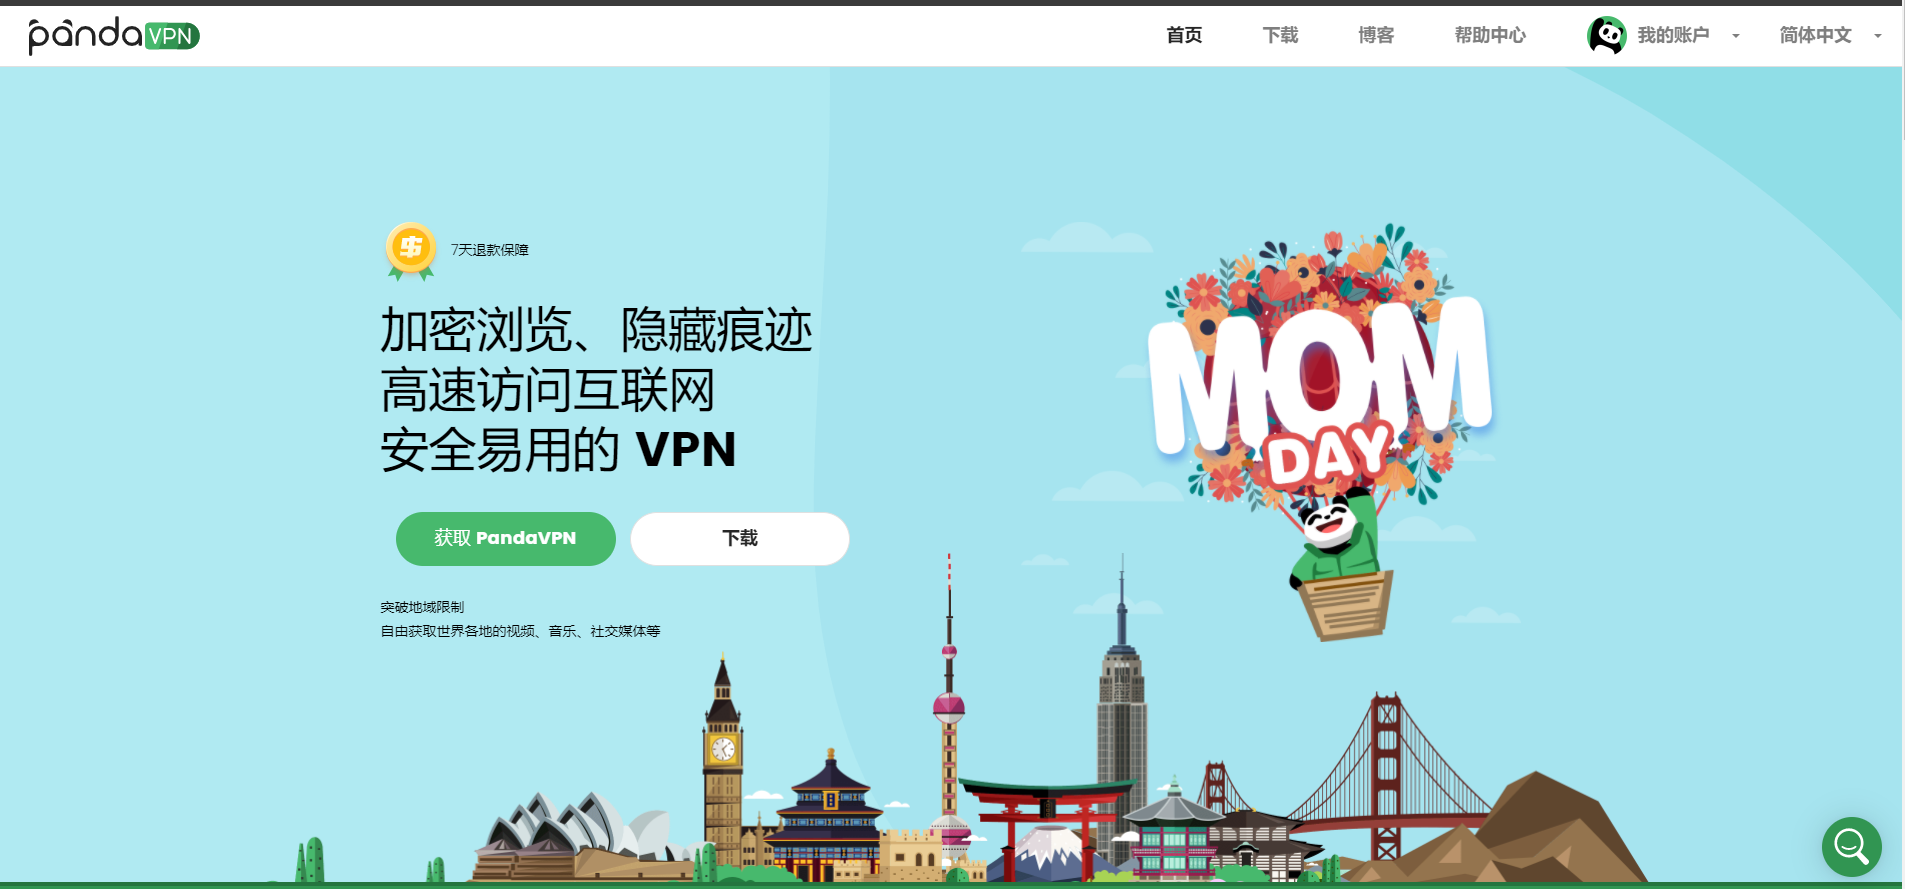 pandaVPN
首页
下载
博客
帮助中心
我的账户
简体中文
7天退款保障
加密浏览、隐藏痕迹
高速访问互联网
安全易用的 VPN
获取 PandaVPN
下载
突破地域限制
自由获取世界各地的视频、音乐、社交媒体等
MOM
DAY